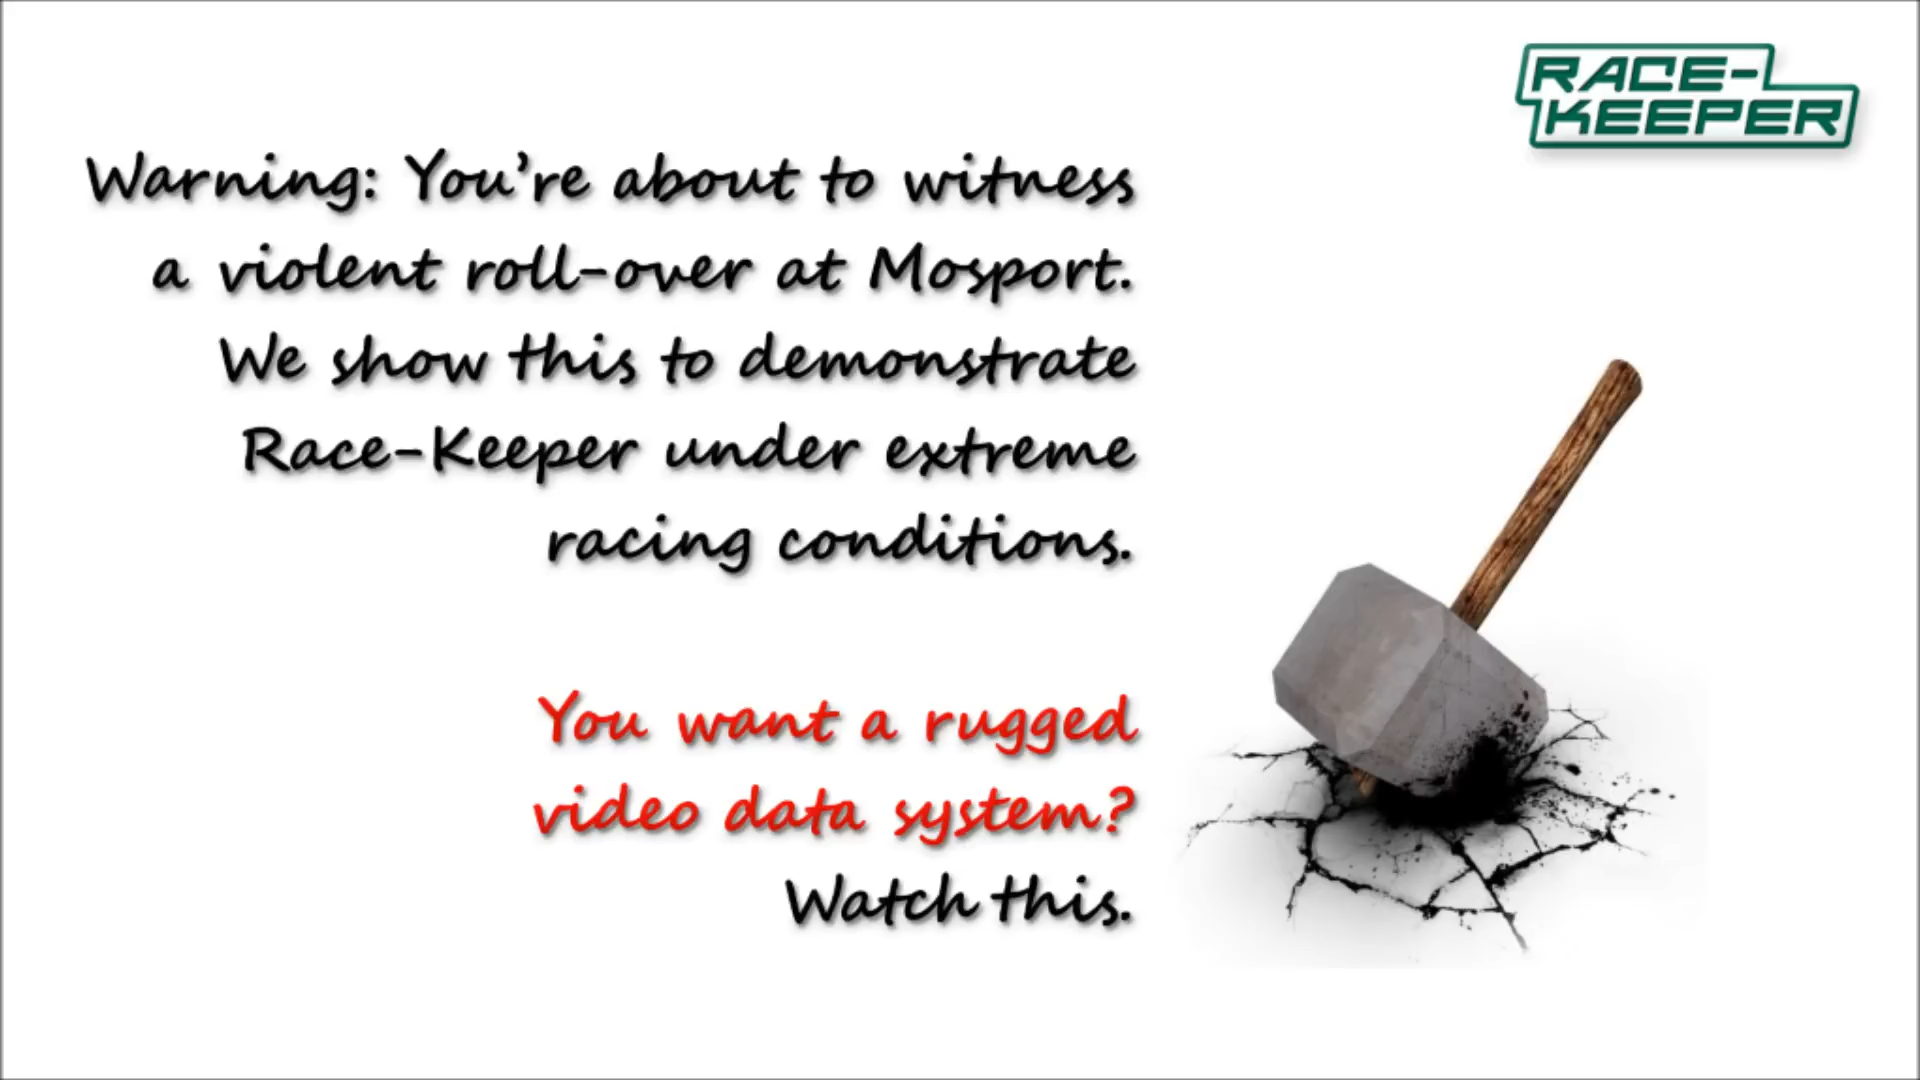 RACE-
KEEPER
Warning: You’re about to witness
a violent roll-over at Mosport.
We show this to demonstrate
Race-Keeper under extreme
racing conditions.
You want a rugged
video data system?
Watch this.